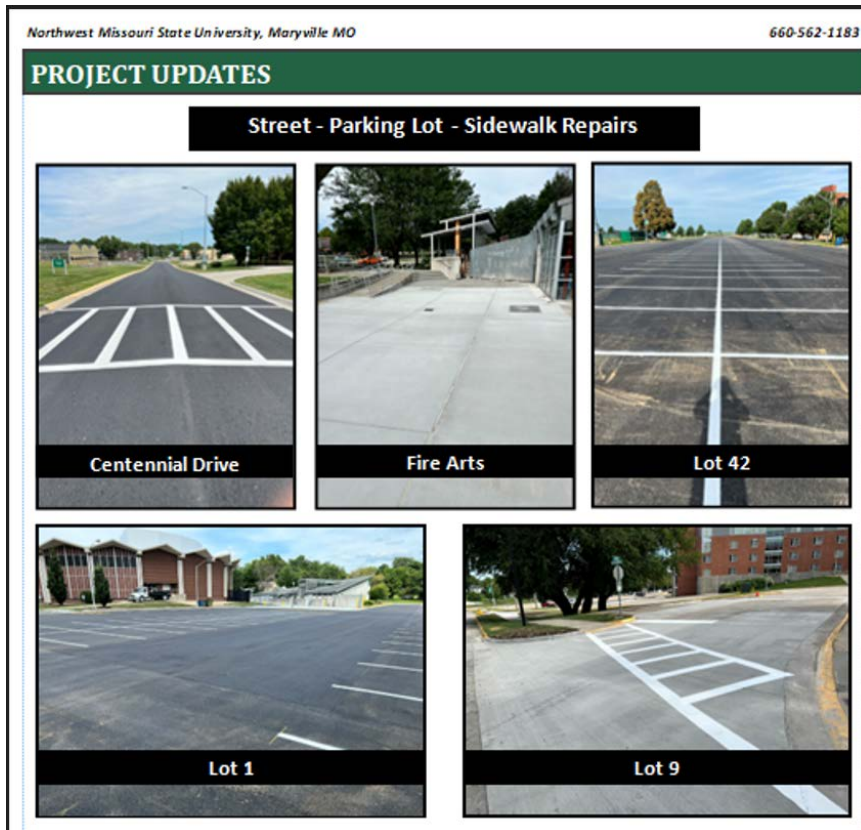 Northwest Missouri State University, Maryville MO
660-562-1183
PROJECT UPDATES
Street - Parking Lot - Sidewalk Repairs
Centennial Drive
Fire Arts
Lot 42
Lot 1
Lot 9